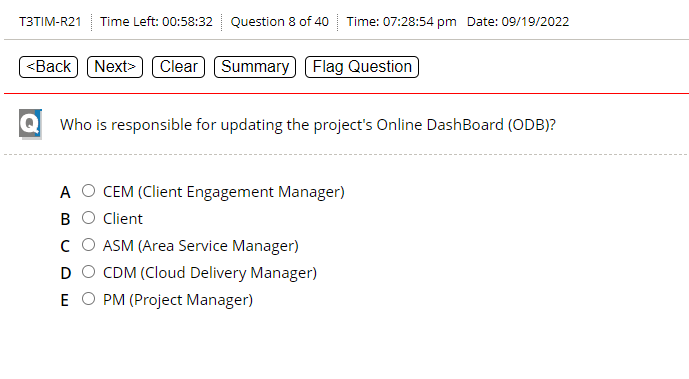 T3TIM-R21 Time Left: 00:58:32 Question 8 of 40 Time: 07:28:54 pm Date: 09/19/2022
<Back Next> Clear Summary Flag Question
Q Who is responsible for updating the project's Online DashBoard (ODB)?
A CEM (Client Engagement Manager)
B Client
C ASM (Area Service Manager)
D CDM (Cloud Delivery Manager)
E PM (Project Manager)